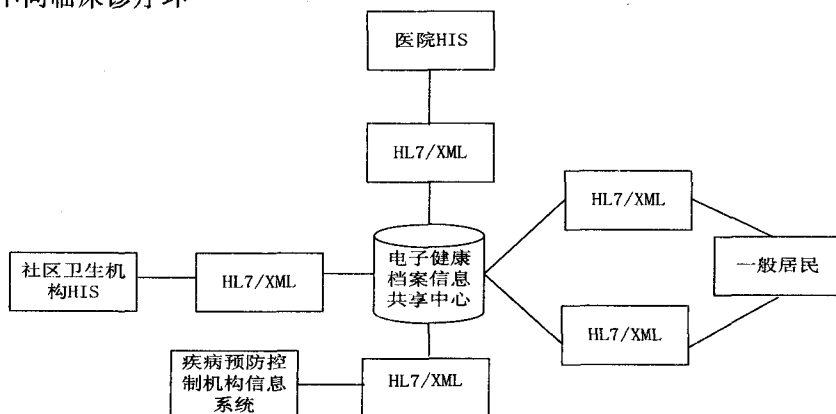 医院HIS
HL7/XML
HL7/XML
社区卫生机
构HIS
HL7/XML
电子健康
档案信息
共享中心
一般居民
HL7/XML
疾病预防控
制机构信息
系统
HL7/XML